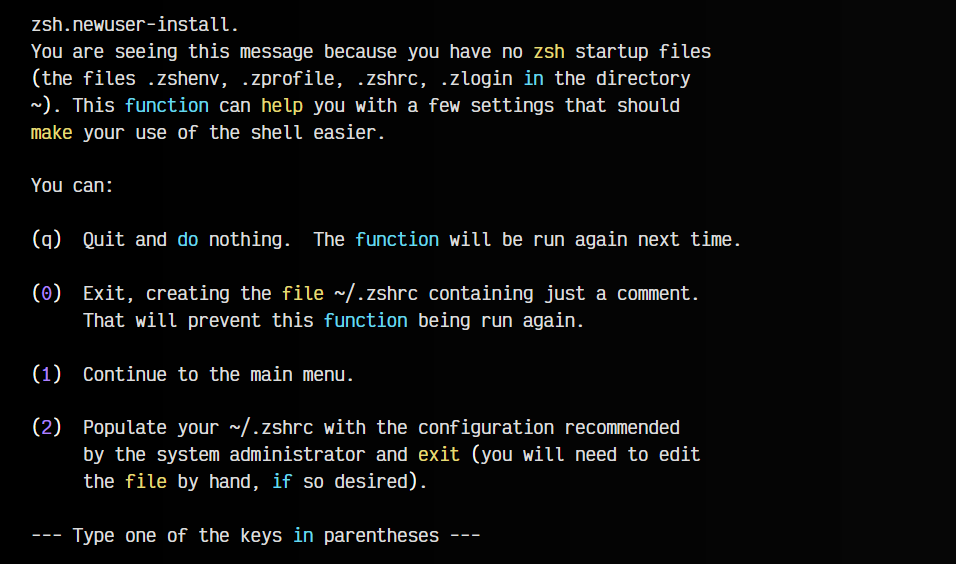 zsh.newuser-install.
You are seeing this message because you have no zsh startup files
(the files .zshenv, .zprofile, .zshrc, .zlogin in the directory
~). This function can help you with a few settings that should
make your use of the shell easier.
You can:
(q)  Quit and do nothing.  The function will be run again next time.
(0)  Exit, creating the file ~/.zshrc containing just a comment.
     That will prevent this function being run again.
(1)  Continue to the main menu.
(2)  Populate your ~/.zshrc with the configuration recommended
     by the system administrator and exit (you will need to edit
     the file by hand, if so desired).
--- Type one of the keys in parentheses ---